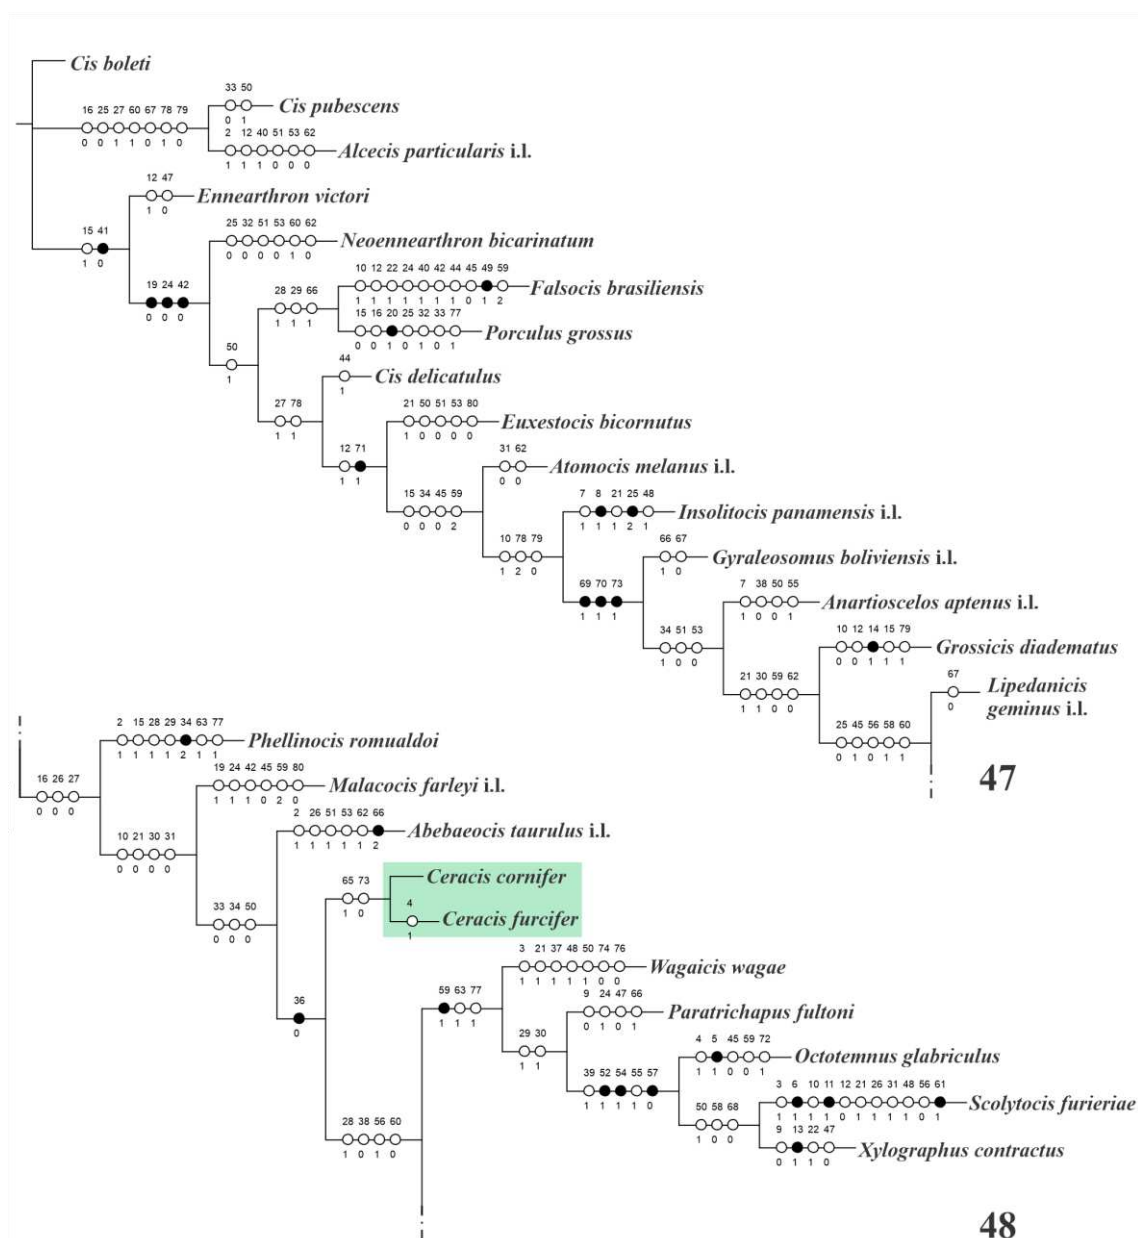 Cis boleti
33 50
16 25 27 60 67 78 79
Cis pubescens
0 1
0 0 1 1 0 1 0
2 12 40 51 53 62
Alcecis particularis i.l.
1 1 1 0 0 0
12 47
Ennearthron victori
1 0
15 41
1 0
25 32 51 53 60 62
Neoennearthron bicarinatum
0 0 0 0 1 0
19 24 42
0 0 0
10 12 22 24 40 42 44 45 49 59
Falsocis brasiliensis
1 1 1 1 1 1 1 0 1 2
28 29 66
1 1 1
15 16 20 25 32 33 77
Porculus grossus
0 0 1 0 1 0 1
50
1
44
Cis delicatulus
1
27 78
1 1
21 50 51 53 80
Euxestocis bicornutus
1 0 0 0 0
12 71
1 1
31 62
Atomocis melanus i.l.
0 0
15 34 45 59
0 0 0 2
7 8 21 25 48
Insolitocis panamensis i.l.
1 1 1 2 1
10 78 79
1 2 0
66 67
Gyraleosomus boliviensis i.l.
1 0
69 70 73
1 1 1
7 38 50 55
Anartioscelos aptenus i.l.
1 0 0 1
34 51 53
1 0 0
10 12 14 15 79
Grossicis diadematus
0 0 1 1 1
21 30 59 62
1 1 0 0
67
Lipedanicis
geminus i.l.
0
25 45 56 58 60
0 1 0 1 1
47
2 15 28 29 34 63 77
Phellinocis romualdoi
1 1 1 1 2 1 1
16 26 27
0 0 0
19 24 42 45 59 80
Malacocis farleyi i.l.
1 1 1 0 2 0
10 21 30 31
0 0 0 0
2 26 51 53 62 66
Abebaeocis taurulus i.l.
1 1 1 1 1 2
33 34 50
0 0 0
65 73
Ceracis cornifer
1 0
4
Ceracis furcifer
1
36
0
3 21 37 48 50 74 76
Wagaicis wagae
1 1 1 1 1 0 0
59 63 77
1 1 1
9 24 47 66
Paratrichapus fultoni
0 1 0 1
29 30
1 1
4 5 45 59 72
Octotemnus glabriculus
1 1 0 0 1
39 52 54 55 57
1 1 1 1 0
3 6 10 11 12 21 26 31 48 56 61
Scolytocis furieriae
1 1 1 1 0 1 1 1 1 0 1
50 58 68
1 0 0
9 13 22 47
Xylographus contractus
0 1 1 0
28 38 56 60
1 0 1 0
48